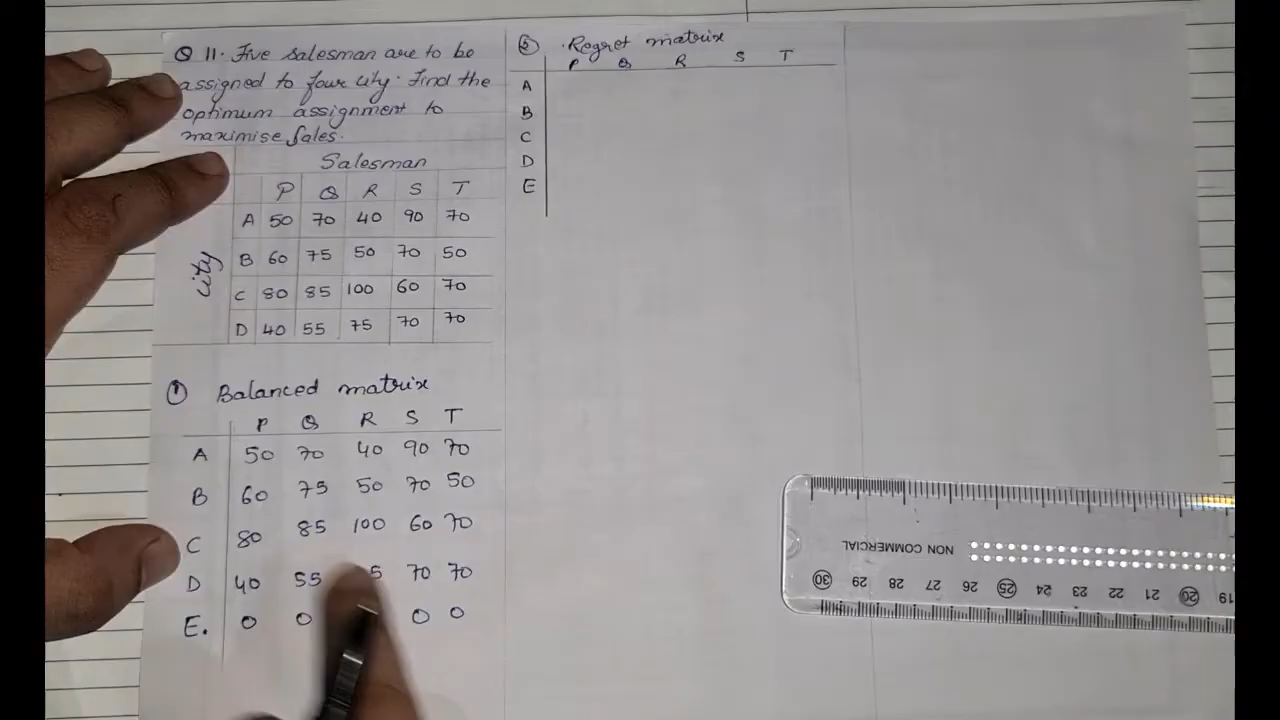 Q 11. Five salesman are to be
assigned to four city. Find the
optimum assignment to
maximise sales.
Salesman
P Q R S T
City
A 50 70 40 90 70
B 60 75 50 70 50
C 80 85 100 60 70
D 40 55 75 70 70
① Balanced matrix
P Q R S T
A 50 70 40 90 70
B 60 75 50 70 50
C 80 85 100 60 70
D 40 55 5 70 70
E. 0 0 0 0
② Regret matrix
P Q R S T
A
B
C
D
E
NON COMMERCIAL
30 29 28 27 26 25 24 23 22 21 20 19